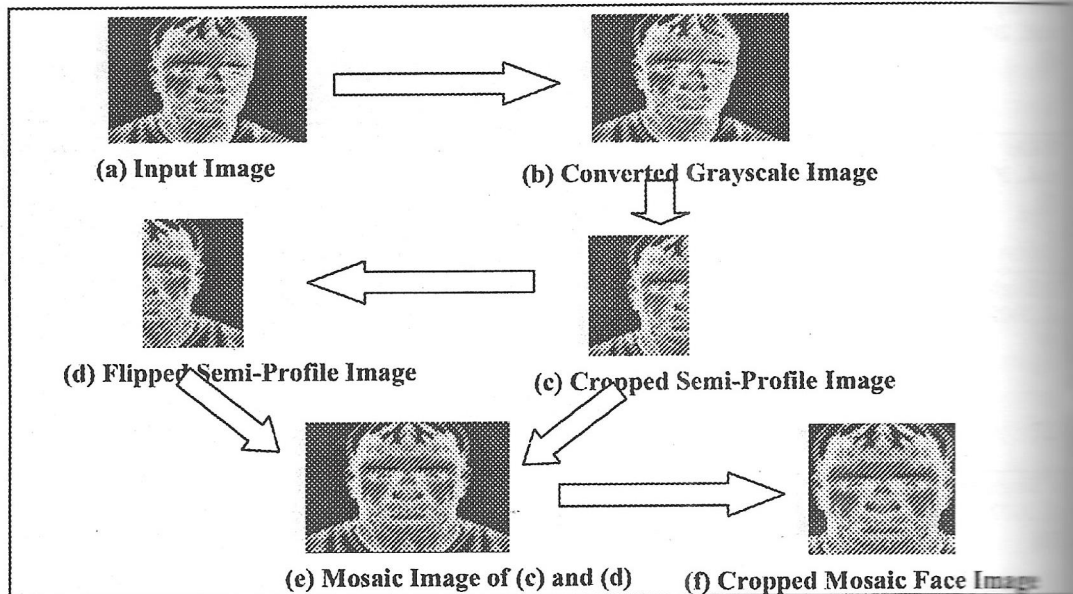 (a) Input Image
(b) Converted Grayscale Image
(d) Flipped Semi-Profile Image
(c) Cropped Semi-Profile Image
(e) Mosaic Image of (c) and (d)
(f) Cropped Mosaic Face Image